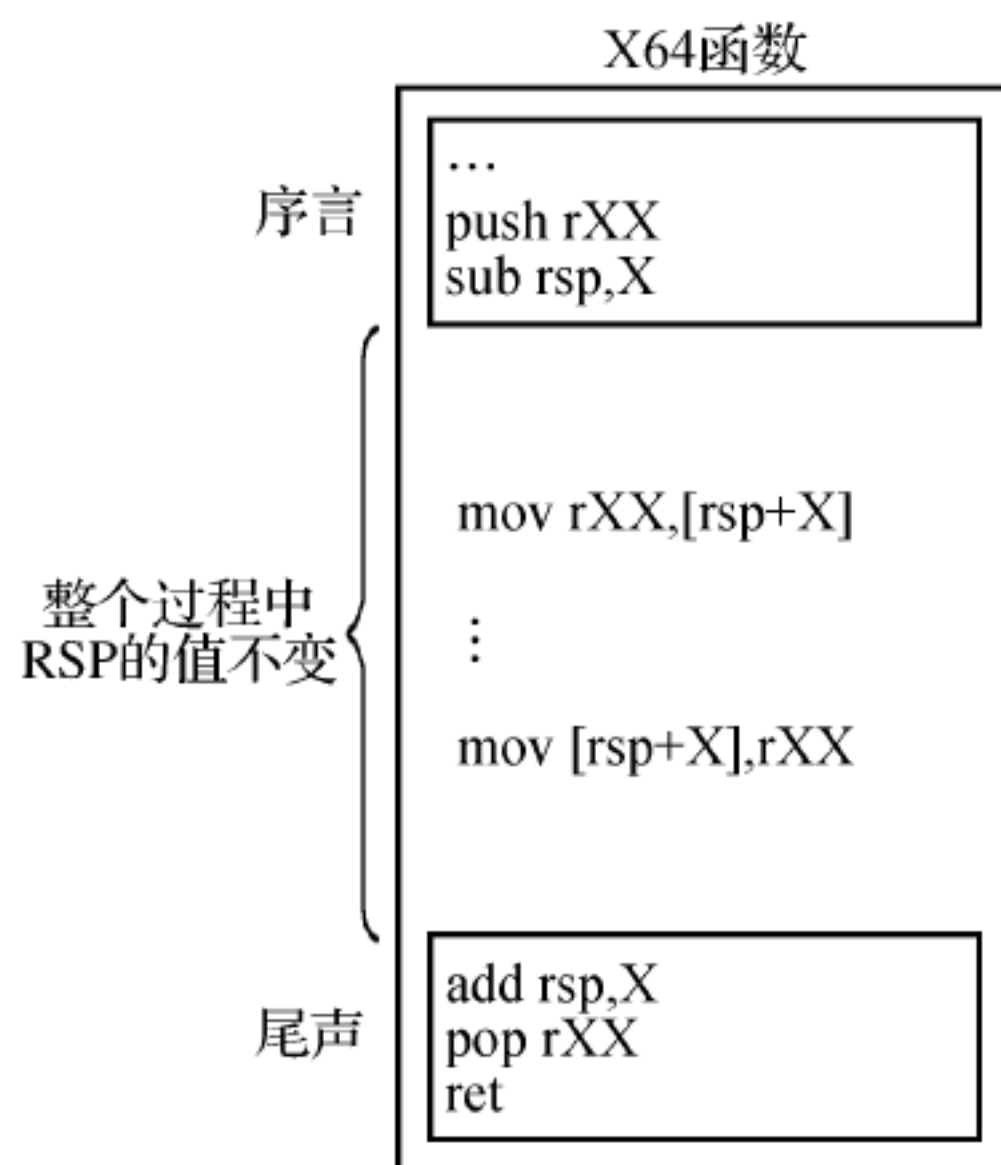 X64函数
序言
…
push rXX
sub rsp,X
mov rXX,[rsp+X]
整个过程中
RSP的值不变
⋮
mov [rsp+X],rXX
尾声
add rsp,X
pop rXX
ret